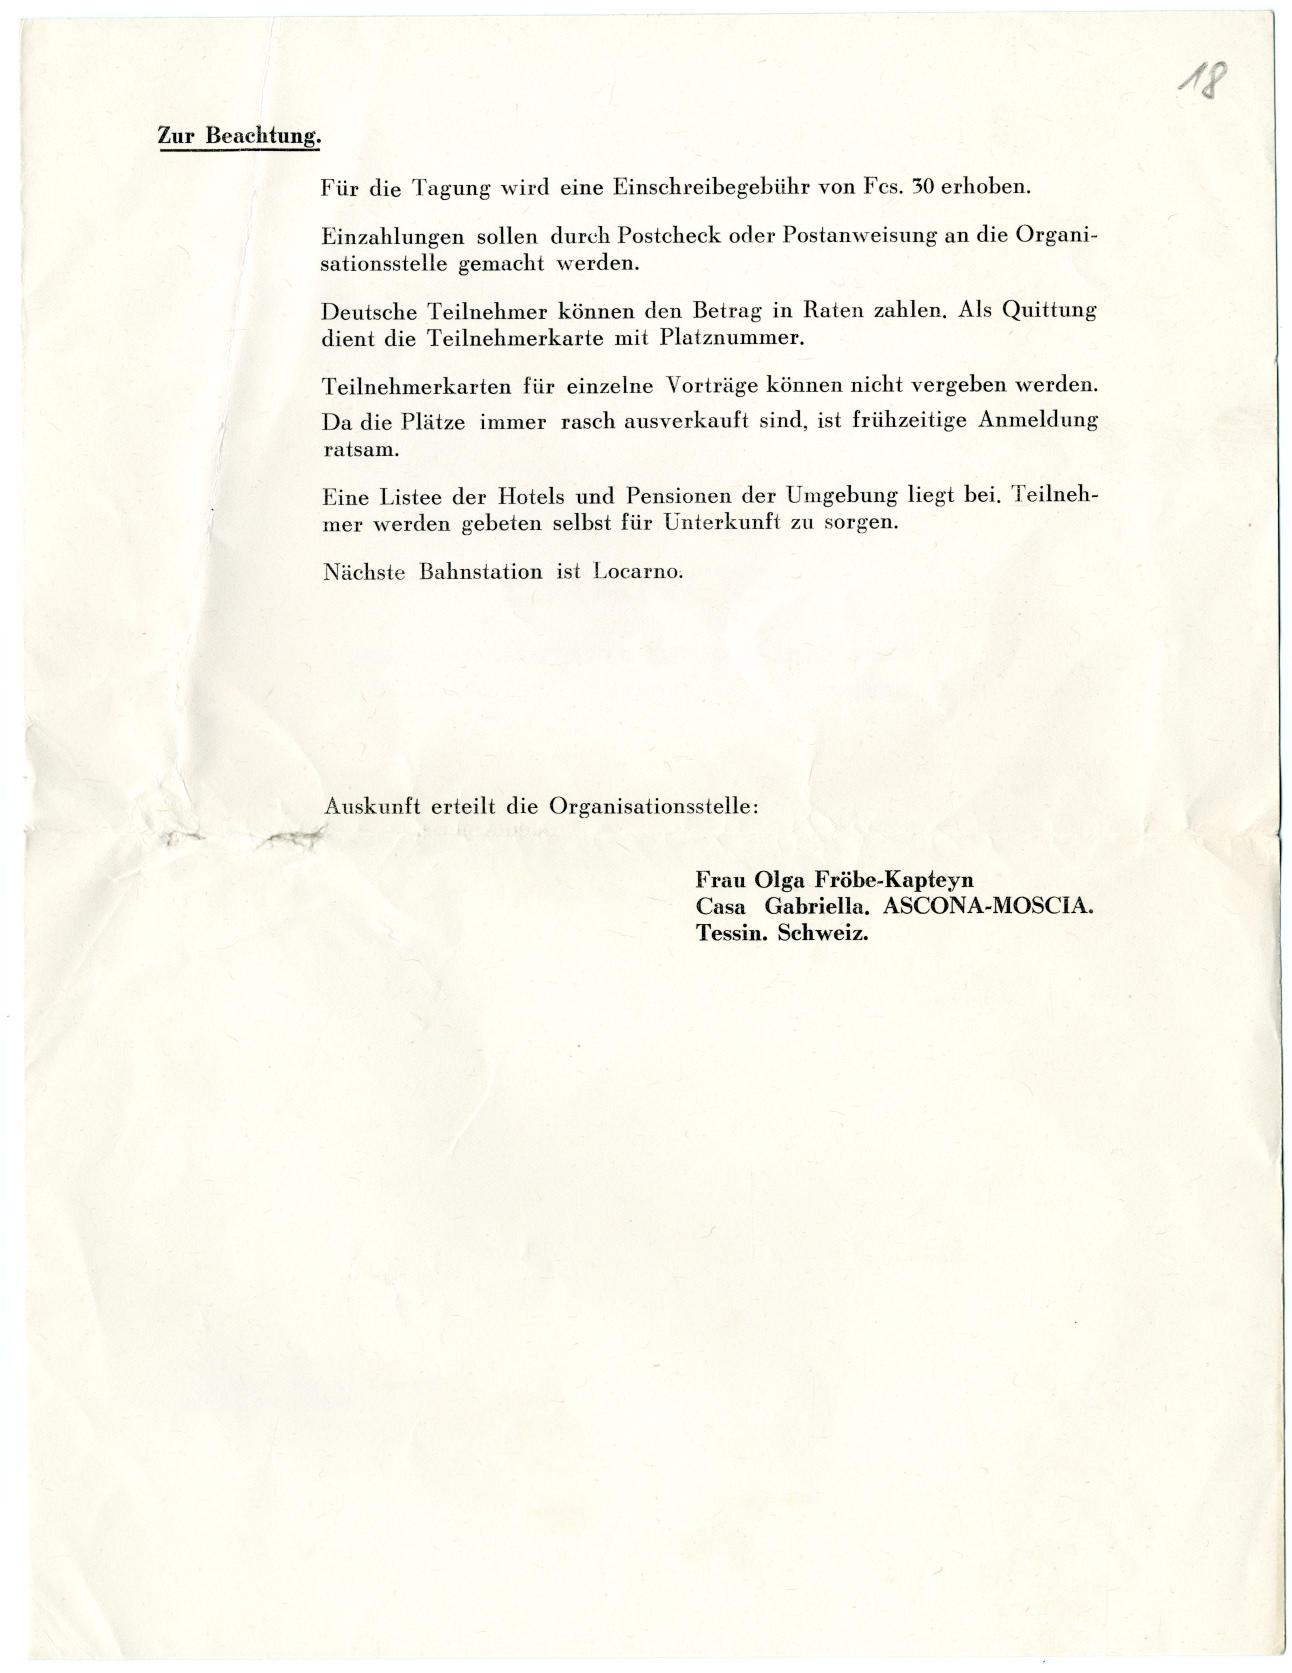 18
Zur Beachtung.
Für die Tagung wird eine Einschreibegebühr von Fcs. 30 erhoben.
Einzahlungen sollen durch Postcheck oder Postanweisung an die Organi-
sationsstelle gemacht werden.
Deutsche Teilnehmer können den Betrag in Raten zahlen. Als Quittung
dient die Teilnehmerkarte mit Platznummer.
Teilnehmerkarten für einzelne Vorträge können nicht vergeben werden.
Da die Plätze immer rasch ausverkauft sind, ist frühzeitige Anmeldung
ratsam.
Eine Listee der Hotels und Pensionen der Umgebung liegt bei. Teilneh-
mer werden gebeten selbst für Unterkunft zu sorgen.
Nächste Bahnstation ist Locarno.
Auskunft erteilt die Organisationsstelle:
Frau Olga Fröbe-Kapteyn
Casa Gabriella. ASCONA-MOSCIA.
Tessin. Schweiz.